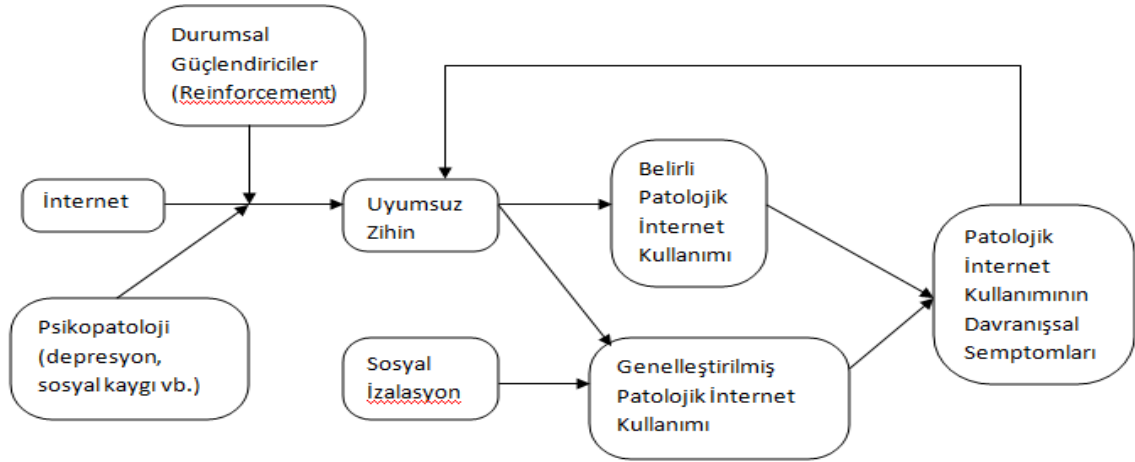 Durumsal
Güçlendiriciler
(Reinforcement)
İnternet
Psikopatoloji
(depresyon,
sosyal kaygı vb.)
Uyumsuz
Zihin
Sosyal
İzalasyon
Belirli
Patolojik
İnternet
Kullanımı
Genelleştirilmiş
Patolojik İnternet
Kullanımı
Patolojik
İnternet
Kullanımının
Davranışsal
Semptomları